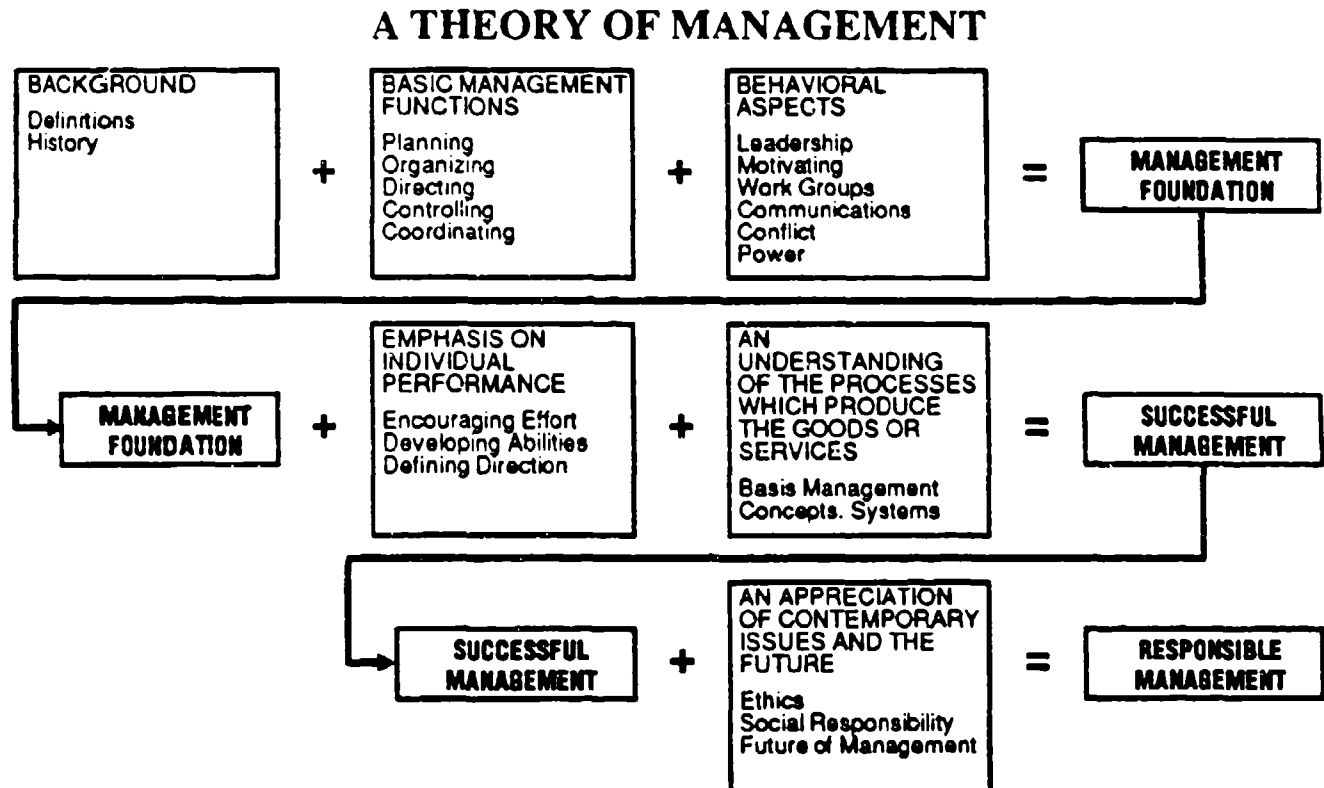 A THEORY OF MANAGEMENT
BACKGROUND
Definitions
History
+
BASIC MANAGEMENT
FUNCTIONS
Planning
Organizing
Directing
Controlling
Coordinating
+
BEHAVIORAL
ASPECTS
Leadership
Motivating
Work Groups
Communications
Conflict
Power
=
MANAGEMENT
FOUNDATION
MANAGEMENT
FOUNDATION
+
EMPHASIS ON
INDIVIDUAL
PERFORMANCE
Encouraging Effort
Developing Abilities
Defining Direction
+
AN
UNDERSTANDING
OF THE PROCESSES
WHICH PRODUCE
THE GOODS OR
SERVICES
Basis Management
Concepts. Systems
=
SUCCESSFUL
MANAGEMENT
SUCCESSFUL
MANAGEMENT
+
AN APPRECIATION
OF CONTEMPORARY
ISSUES AND THE
FUTURE
Ethics
Social Responsibility
Future of Management
=
RESPONSIBLE
MANAGEMENT